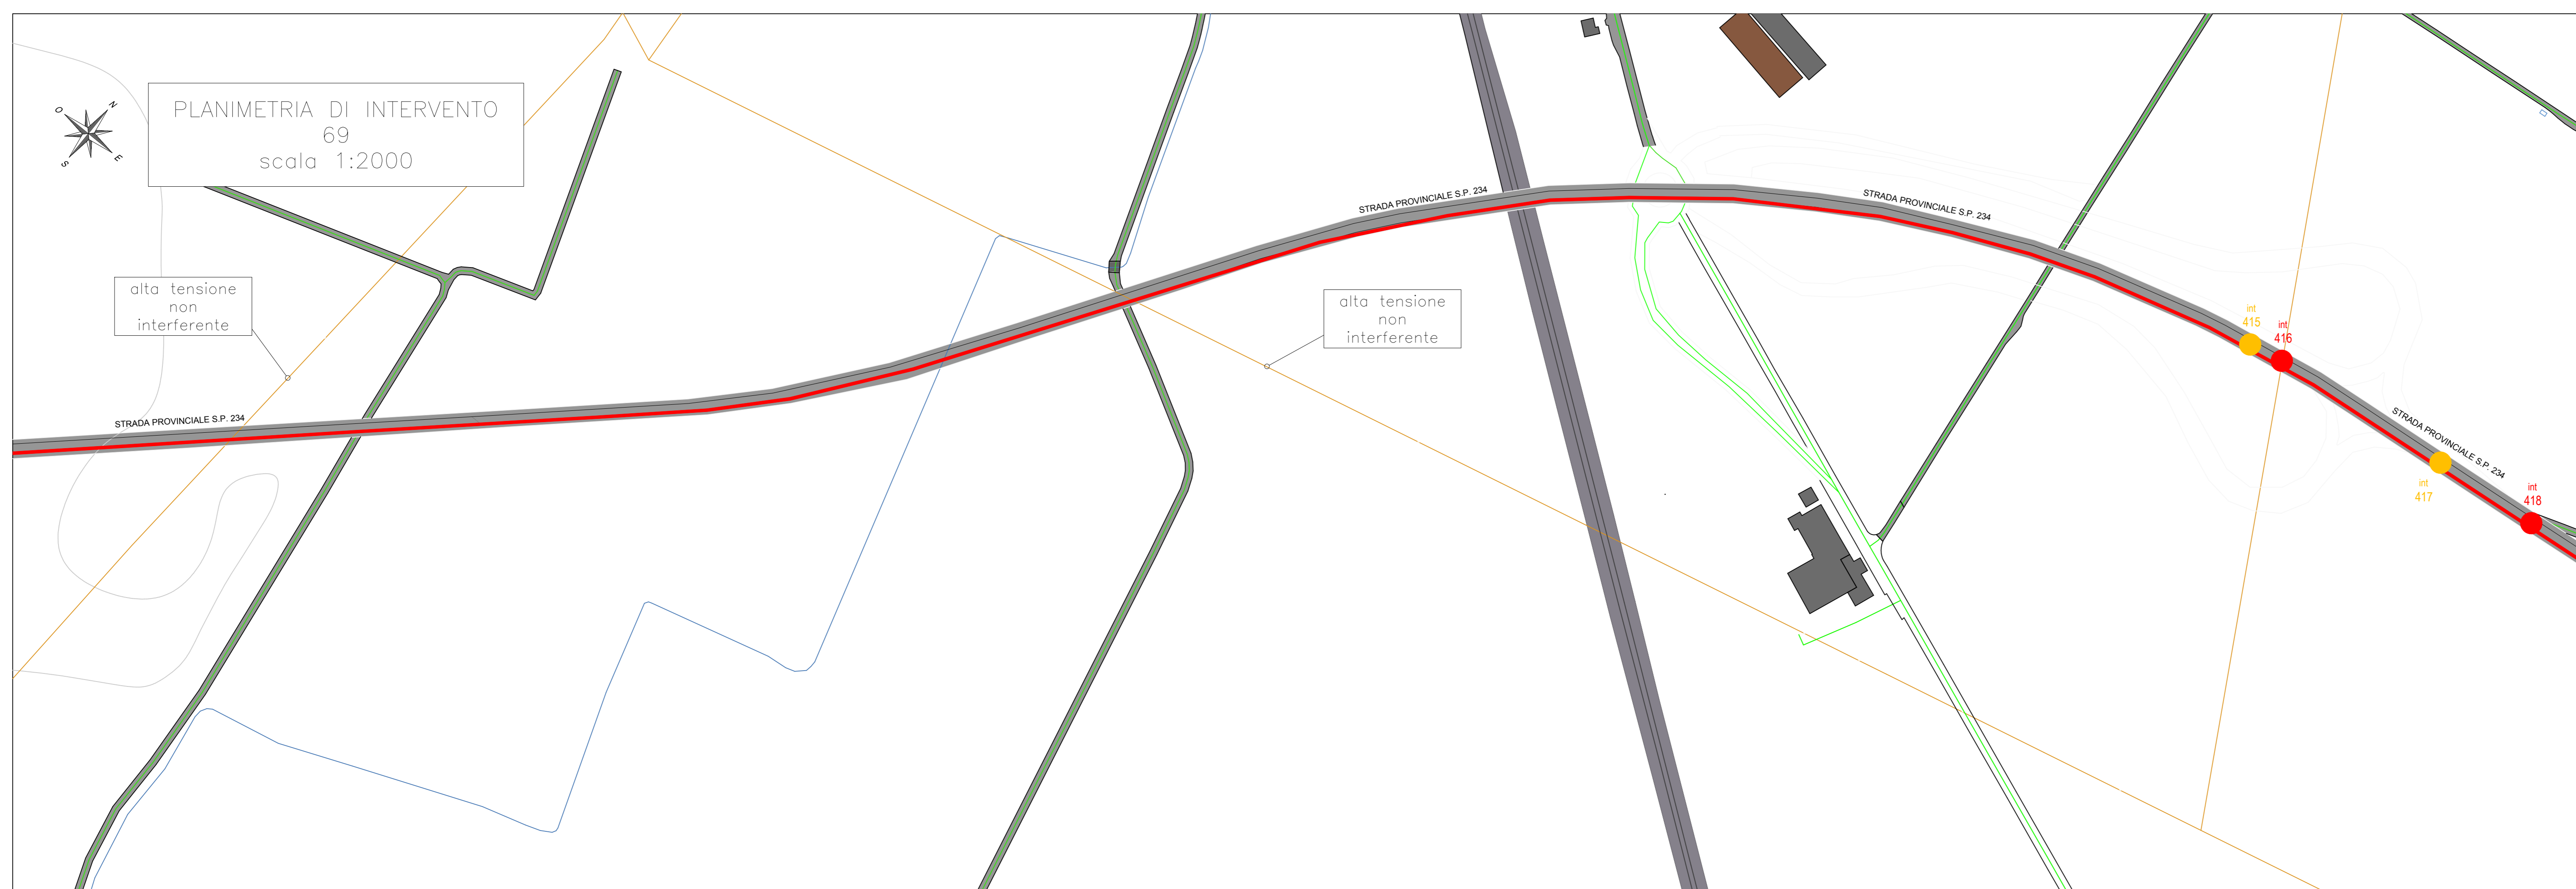 PLANIMETRIA DI INTERVENTO
69
scala 1:2000
O
N
S
E
STRADA PROVINCIALE S.P. 234
STRADA PROVINCIALE S.P. 234
alta tensione
non
interferente
alta tensione
non
interferente
int
415
int
416
STRADA PROVINCIALE S.P. 234
STRADA PROVINCIALE S.P. 234
int
417
int
418